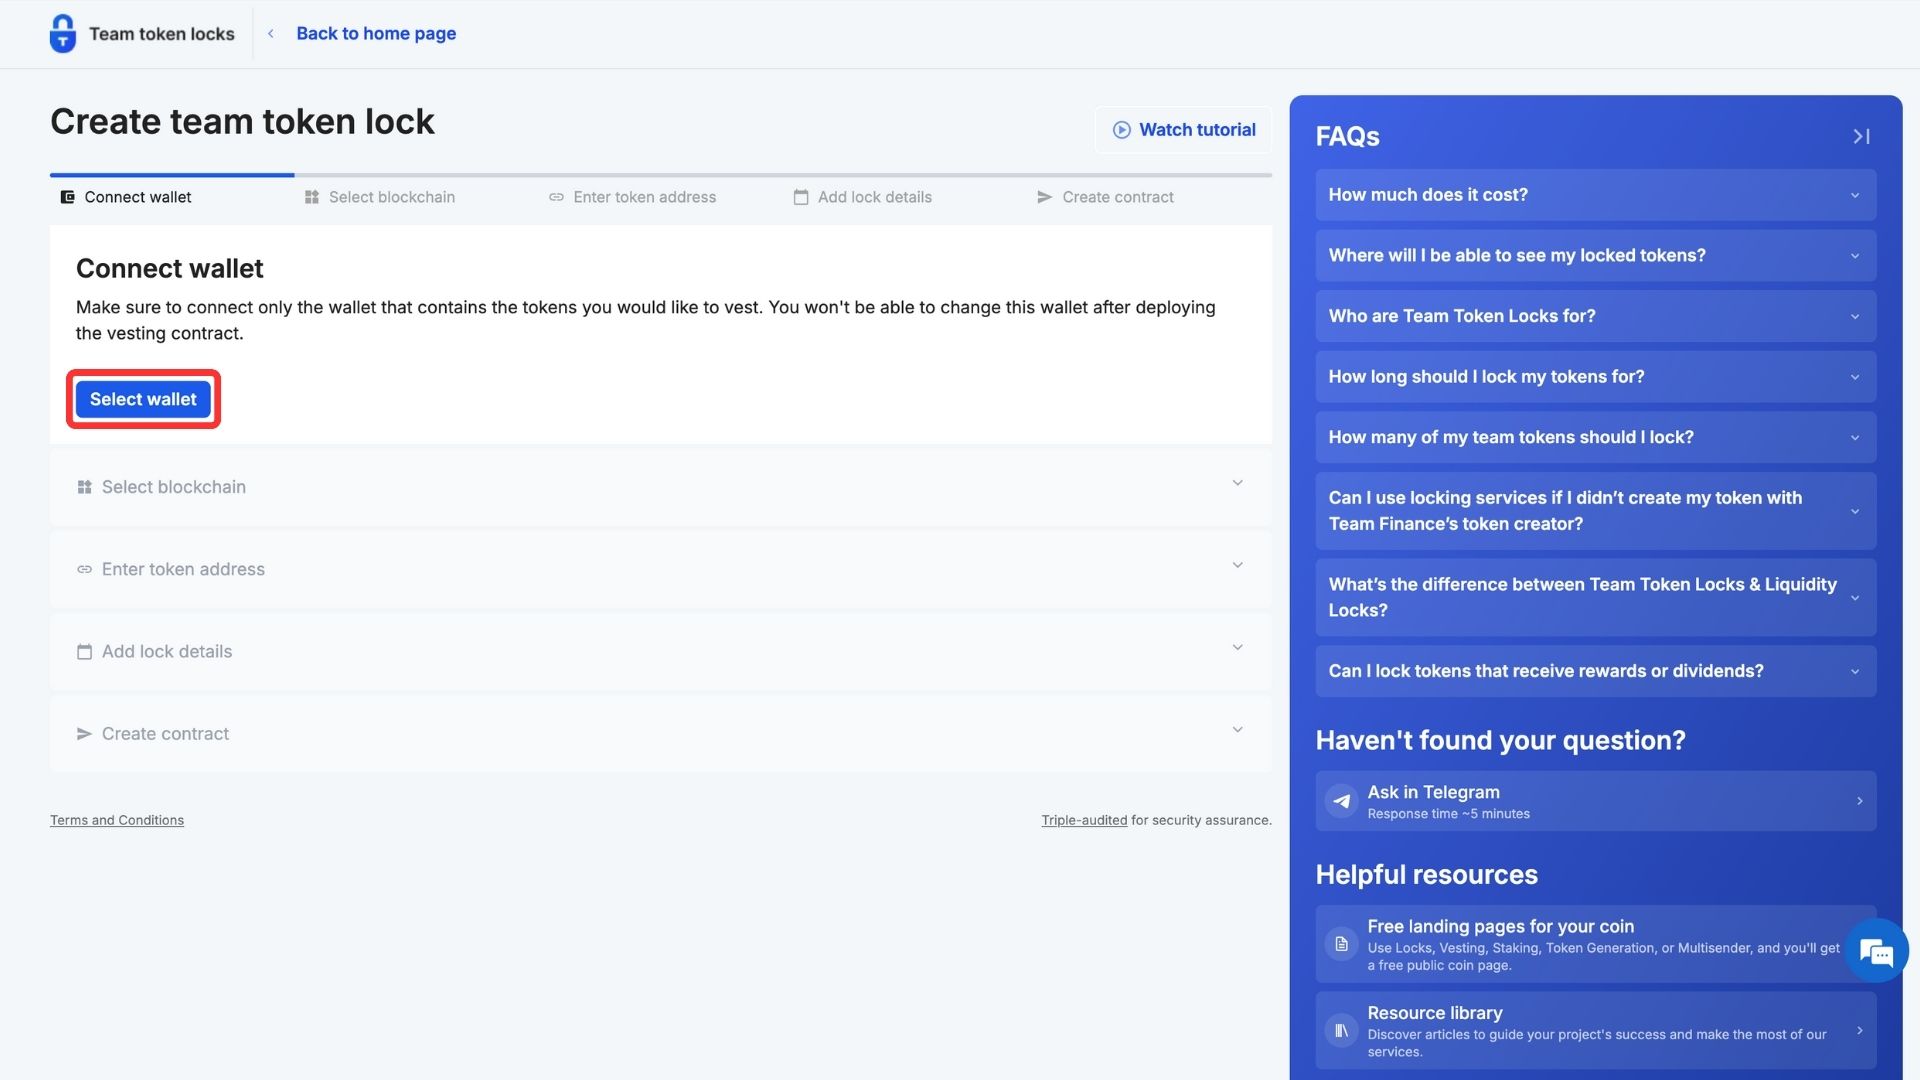 Team token locks
Back to home page
Create team token lock
Watch tutorial
Connect wallet
Select blockchain
Enter token address
Add lock details
Create contract
Connect wallet
Make sure to connect only the wallet that contains the tokens you would like to vest. You won't be able to change this wallet after deploying
the vesting contract.
Select wallet
Select blockchain
Enter token address
Add lock details
Create contract
Terms and Conditions
Triple-audited for security assurance.
FAQs
How much does it cost?
Where will I be able to see my locked tokens?
Who are Team Token Locks for?
How long should I lock my tokens for?
How many of my team tokens should I lock?
Can I use locking services if I didn’t create my token with
Team Finance’s token creator?
What’s the difference between Team Token Locks & Liquidity
Locks?
Can I lock tokens that receive rewards or dividends?
Haven't found your question?
Ask in Telegram
Response time ~5 minutes
Helpful resources
Free landing pages for your coin
Use Locks, Vesting, Staking, Token Generation, or Multisender, and you'll get
a free public coin page.
Resource library
Discover articles to guide your project's success and make the most of our
services.